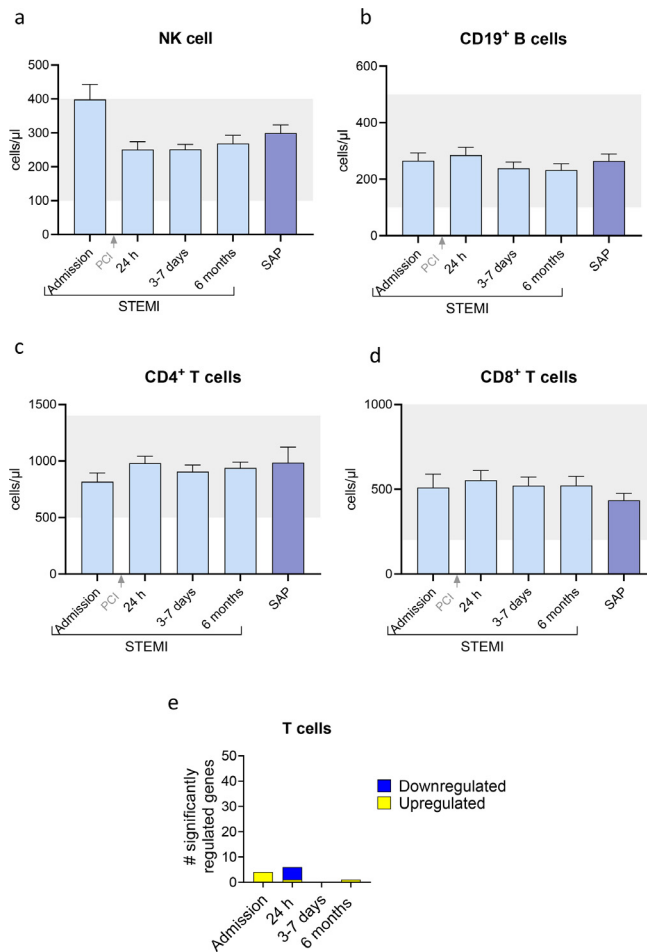 a
NK cell
500
400
300
200
100
0
cells/µl
Admission
PCI
24 h
3-7 days
6 months
SAP
STEMI
b
CD19⁺ B cells
600
400
200
0
cells/µl
Admission
PCI
24 h
3-7 days
6 months
SAP
STEMI
c
CD4⁺ T cells
1500
1000
500
0
cells/µl
Admission
PCI
24 h
3-7 days
6 months
SAP
STEMI
d
CD8⁺ T cells
1000
500
0
cells/µl
Admission
PCI
24 h
3-7 days
6 months
SAP
STEMI
e
T cells
50
40
30
20
10
0
# significantly
regulated genes
Downregulated
Upregulated
Admission
24 h
3-7 days
6 months